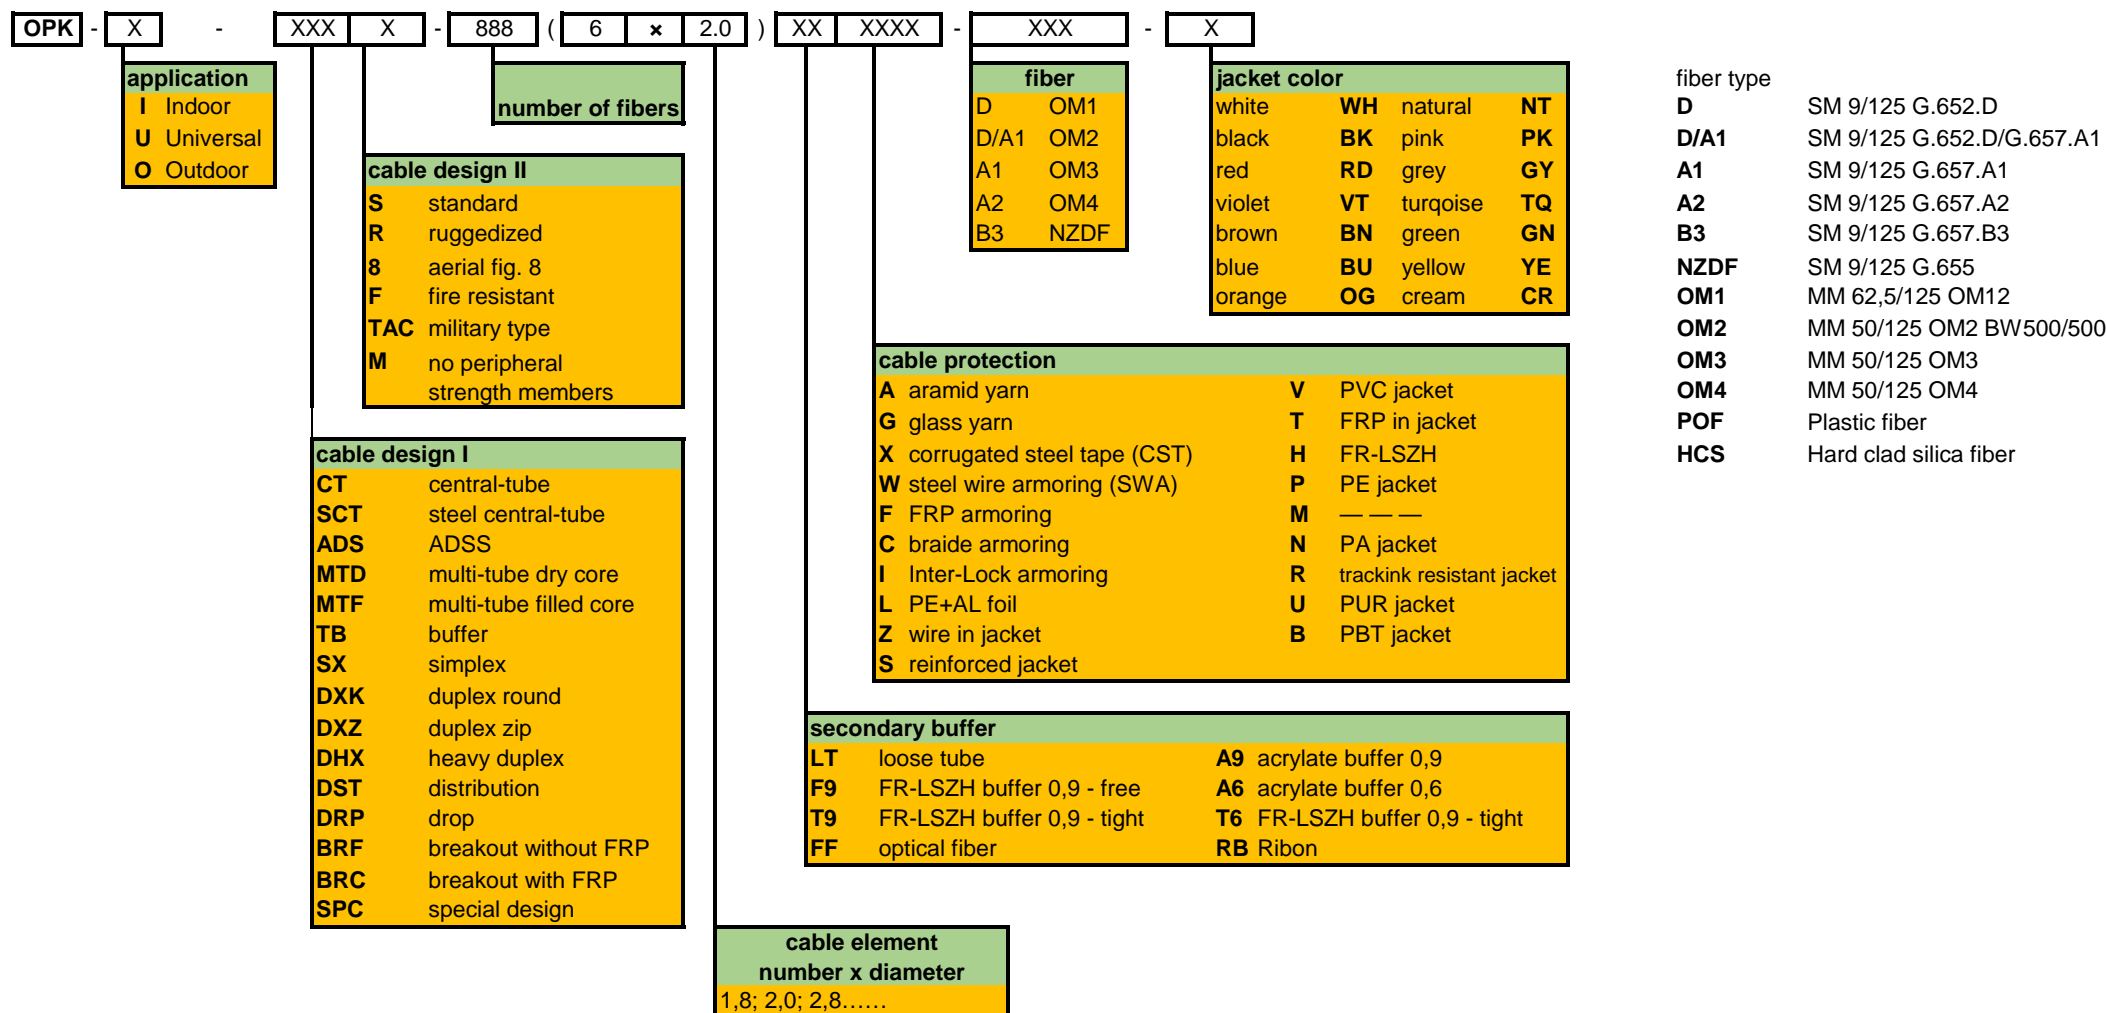 OPK - X - XXX X - 888 ( 6 × 2.0 ) XX XXXX - XXX - X
application
I Indoor
U Universal
O Outdoor
number of fibers
cable design II
S standard
R ruggedized
8 aerial fig. 8
F fire resistant
TAC military type
M no peripheral
strength members
cable design I
CT central-tube
SCT steel central-tube
ADS ADSS
MTD multi-tube dry core
MTF multi-tube filled core
TB buffer
SX simplex
DXK duplex round
DXZ duplex zip
DHX heavy duplex
DST distribution
DRP drop
BRF breakout without FRP
BRC breakout with FRP
SPC special design
cable element
number x diameter
1,8; 2,0; 2,8……
fiber
D OM1
D/A1 OM2
A1 OM3
A2 OM4
B3 NZDF
jacket color
white WH natural NT
black BK pink PK
red RD grey GY
violet VT turqoise TQ
brown BN green GN
blue BU yellow YE
orange OG cream CR
cable protection
A aramid yarn V PVC jacket
G glass yarn T FRP in jacket
X corrugated steel tape (CST) H FR-LSZH
W steel wire armoring (SWA) P PE jacket
F FRP armoring M — — —
C braide armoring N PA jacket
I Inter-Lock armoring R trackink resistant jacket
L PE+AL foil U PUR jacket
Z wire in jacket B PBT jacket
S reinforced jacket
secondary buffer
LT loose tube A9 acrylate buffer 0,9
F9 FR-LSZH buffer 0,9 - free A6 acrylate buffer 0,6
T9 FR-LSZH buffer 0,9 - tight T6 FR-LSZH buffer 0,9 - tight
FF optical fiber RB Ribon
fiber type
D SM 9/125 G.652.D
D/A1 SM 9/125 G.652.D/G.657.A1
A1 SM 9/125 G.657.A1
A2 SM 9/125 G.657.A2
B3 SM 9/125 G.657.B3
NZDF SM 9/125 G.655
OM1 MM 62,5/125 OM12
OM2 MM 50/125 OM2 BW500/500
OM3 MM 50/125 OM3
OM4 MM 50/125 OM4
POF Plastic fiber
HCS Hard clad silica fiber